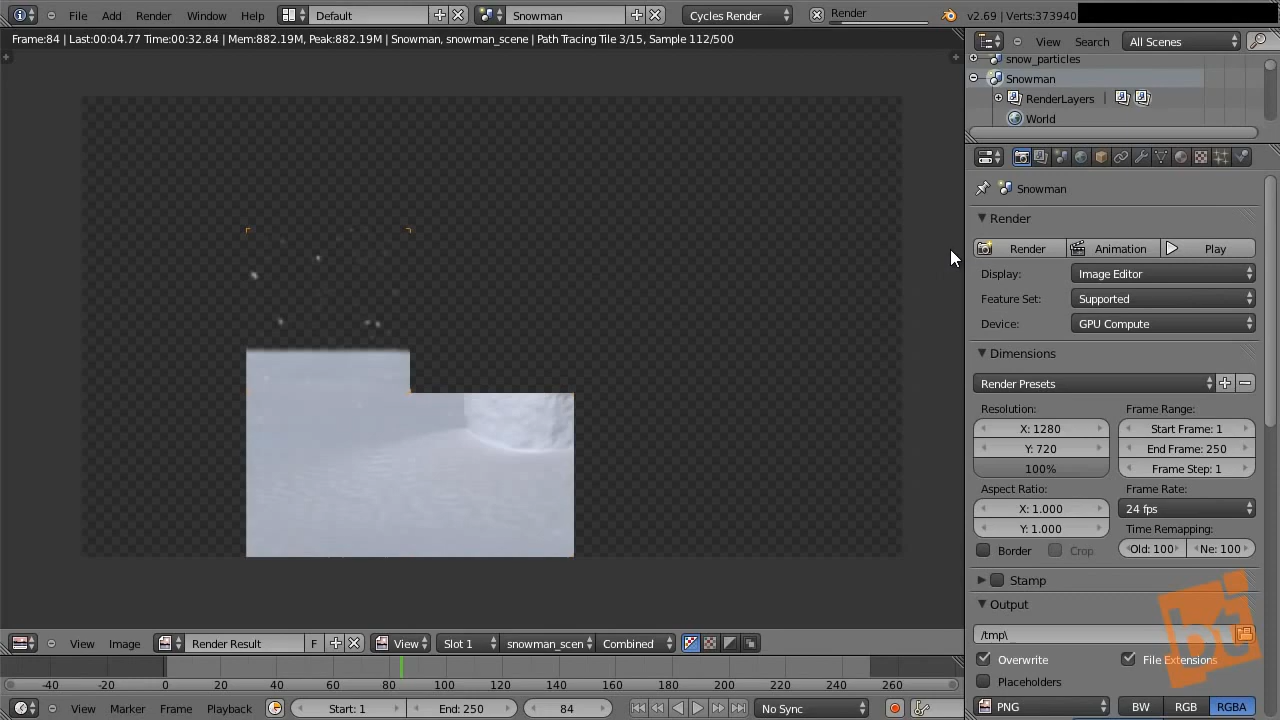 File Add Render Window Help Default Snowman Cycles Render Render v2.69 | Verts:373940
Frame:84 | Last:00:04.77 Time:00:32.84 | Mem:882.19M, Peak:882.19M | Snowman, snowman_scene | Path Tracing Tile 3/15, Sample 112/500
View Search All Scenes
snow_particles
Snowman
RenderLayers |
World
Snowman
Render
Render Animation Play
Display: Image Editor
Feature Set: Supported
Device: GPU Compute
Dimensions
Render Presets
Resolution: Frame Range:
X: 1280 Start Frame: 1
Y: 720 End Frame: 250
100% Frame Step: 1
Aspect Ratio: Frame Rate:
X: 1.000 24 fps
Y: 1.000 Time Remapping:
Border Crop Old: 100 Ne: 100
Stamp
Output
/tmp\
Overwrite File Extensions
Placeholders
PNG BW RGB RGBA
View Image Render Result F View Slot 1 snowman_scen Combined
-40 -20 0 20 40 60 80 100 120 140 160 180 200 220 240 260
View Marker Frame Playback Start: 1 End: 250 84 No Sync
bt